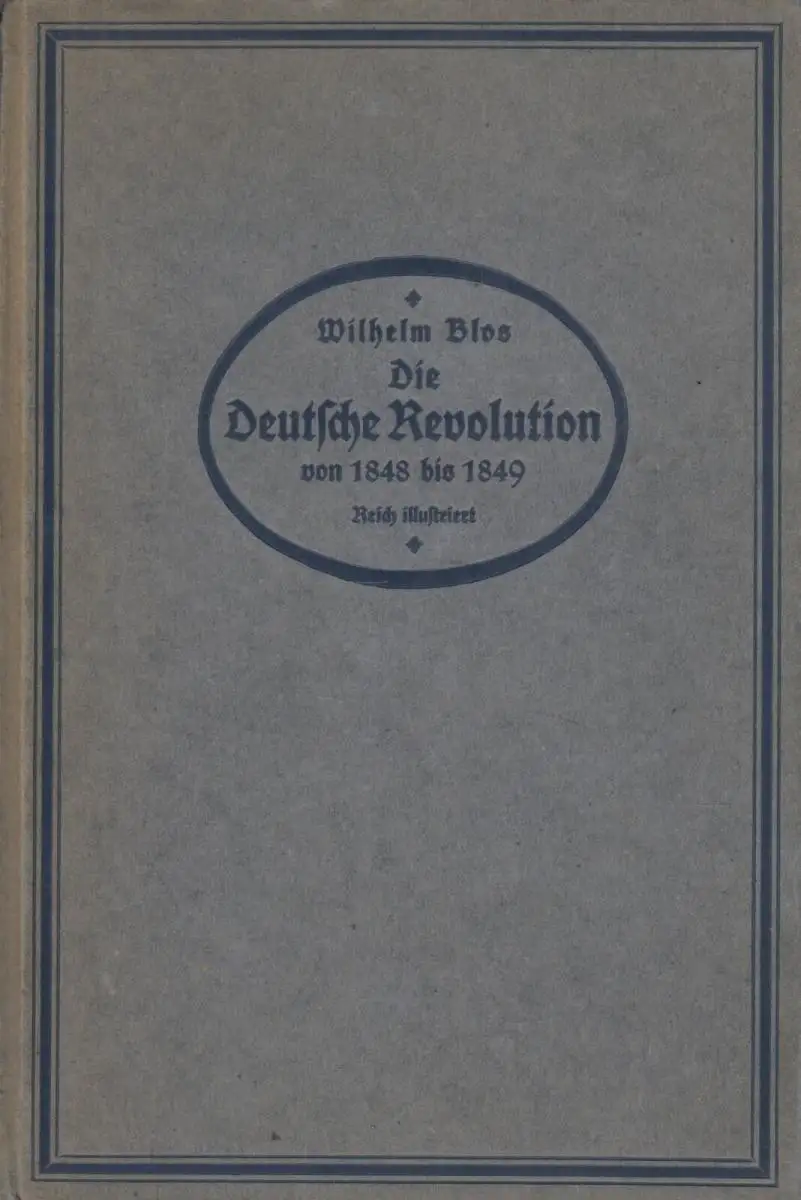 Wilhelm Blos
Die
Deutſche Revolution
von 1848 bis 1849
Reich illuſtriert